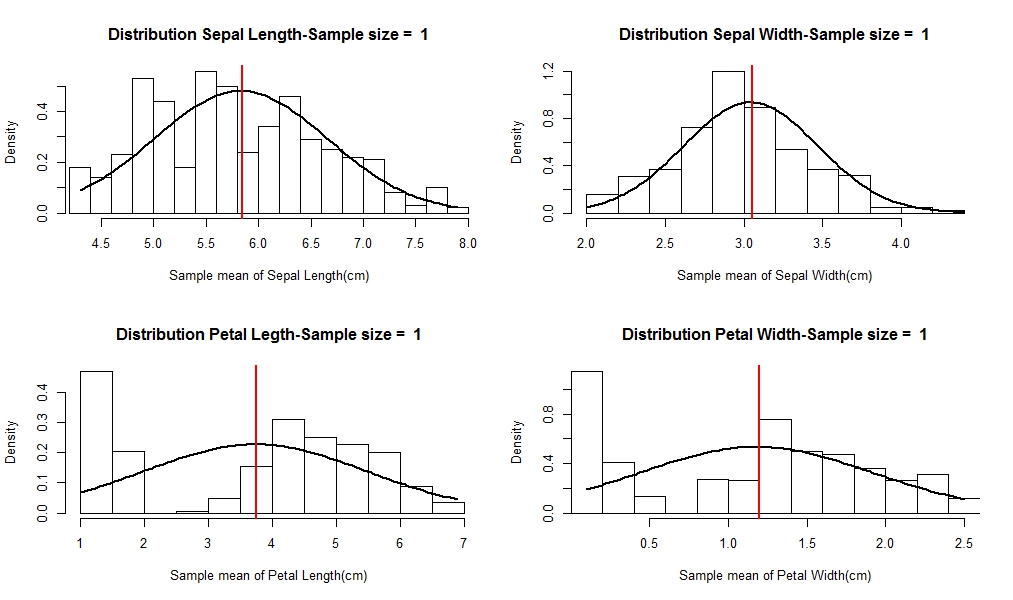 Distribution Sepal Length-Sample size =  1
Density
0.0
0.2
0.4
4.5 5.0 5.5 6.0 6.5 7.0 7.5 8.0
Sample mean of Sepal Length(cm)
Distribution Sepal Width-Sample size =  1
Density
0.0
0.4
0.8
1.2
2.0 2.5 3.0 3.5 4.0
Sample mean of Sepal Width(cm)
Distribution Petal Legth-Sample size =  1
Density
0.0
0.1
0.2
0.3
0.4
1 2 3 4 5 6 7
Sample mean of Petal Length(cm)
Distribution Petal Width-Sample size =  1
Density
0.0
0.4
0.8
0.5 1.0 1.5 2.0 2.5
Sample mean of Petal Width(cm)